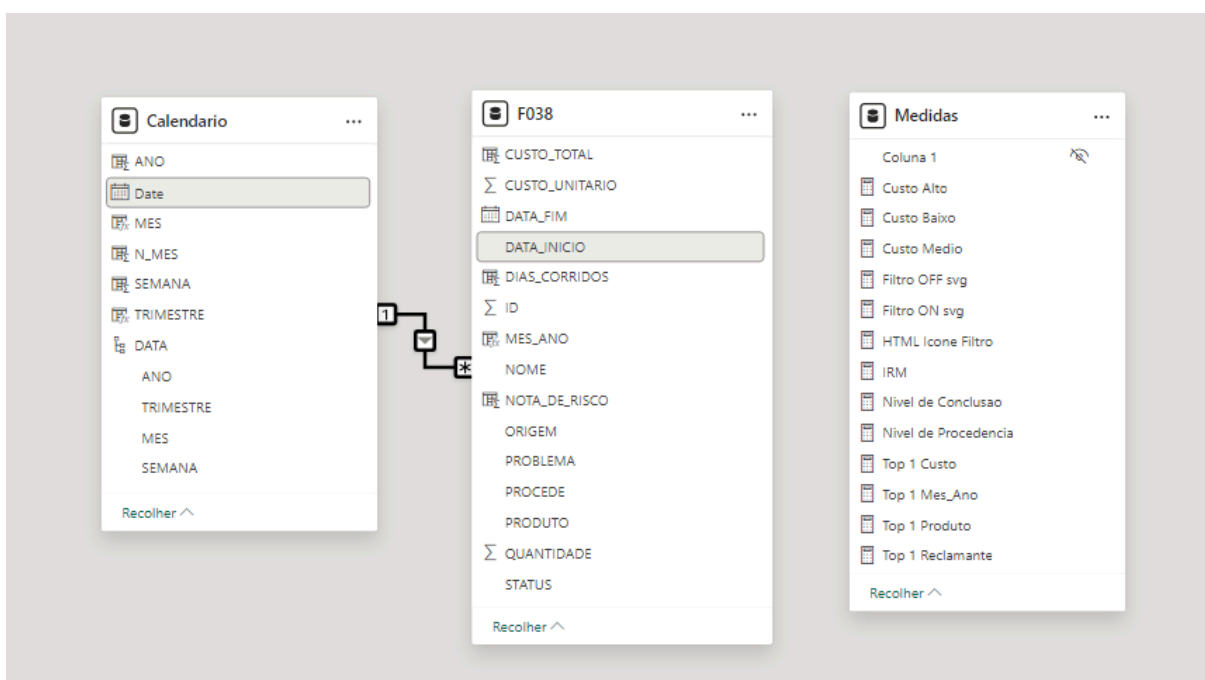 Calendario
...
ANO
Date
MES
N_MES
SEMANA
TRIMESTRE
DATA
ANO
TRIMESTRE
MES
SEMANA
Recolher
1
*
F038
...
CUSTO_TOTAL
CUSTO_UNITARIO
DATA_FIM
DATA_INICIO
DIAS_CORRIDOS
ID
MES_ANO
NOME
NOTA_DE_RISCO
ORIGEM
PROBLEMA
PROCEDE
PRODUTO
QUANTIDADE
STATUS
Recolher
Medidas
...
Coluna 1
Custo Alto
Custo Baixo
Custo Medio
Filtro OFF svg
Filtro ON svg
HTML Icone Filtro
IRM
Nivel de Conclusao
Nivel de Procedencia
Top 1 Custo
Top 1 Mes_Ano
Top 1 Produto
Top 1 Reclamante
Recolher